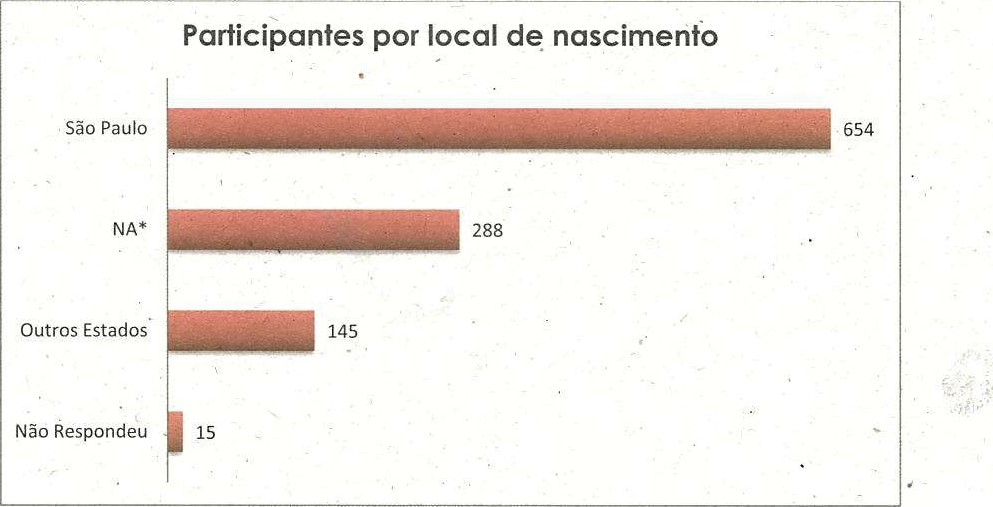 Participantes por local de nascimento
São Paulo 654
NA* 288
Outros Estados 145
Não Respondeu 15